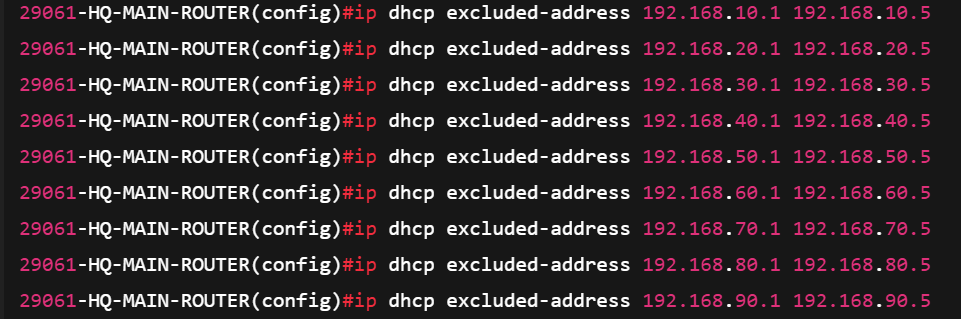 29061-HQ-MAIN-ROUTER(config)#ip dhcp excluded-address 192.168.10.1 192.168.10.5
29061-HQ-MAIN-ROUTER(config)#ip dhcp excluded-address 192.168.20.1 192.168.20.5
29061-HQ-MAIN-ROUTER(config)#ip dhcp excluded-address 192.168.30.1 192.168.30.5
29061-HQ-MAIN-ROUTER(config)#ip dhcp excluded-address 192.168.40.1 192.168.40.5
29061-HQ-MAIN-ROUTER(config)#ip dhcp excluded-address 192.168.50.1 192.168.50.5
29061-HQ-MAIN-ROUTER(config)#ip dhcp excluded-address 192.168.60.1 192.168.60.5
29061-HQ-MAIN-ROUTER(config)#ip dhcp excluded-address 192.168.70.1 192.168.70.5
29061-HQ-MAIN-ROUTER(config)#ip dhcp excluded-address 192.168.80.1 192.168.80.5
29061-HQ-MAIN-ROUTER(config)#ip dhcp excluded-address 192.168.90.1 192.168.90.5